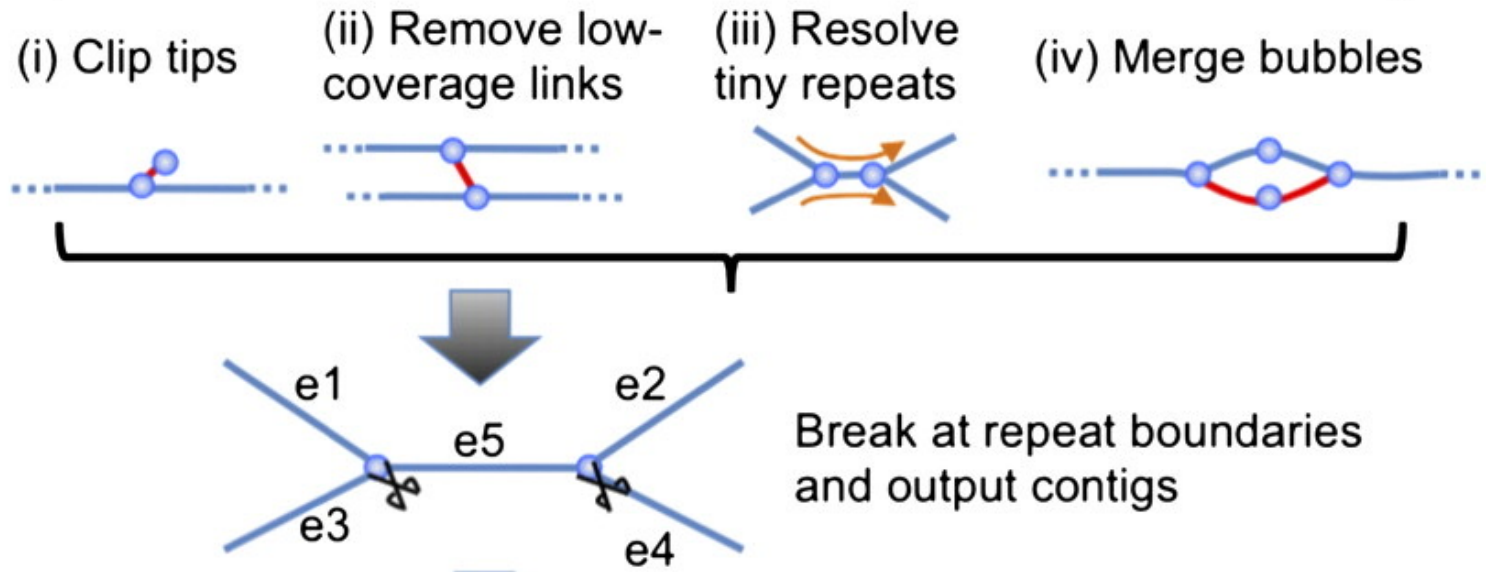 (i) Clip tips
(ii) Remove low-
coverage links
(iii) Resolve
tiny repeats
(iv) Merge bubbles
e1
e2
e5
e3
e4
Break at repeat boundaries
and output contigs